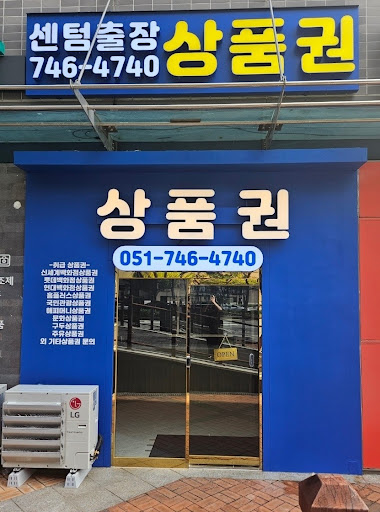 센텀출장
746-4740
상품권
상품권
051-746-4740
-취급 상품권-
신세계백화점상품권
롯데백화점상품권
현대백화점상품권
홈플러스상품권
국민관광상품권
해피머니상품권
문화상품권
구두상품권
주유상품권
외 기타상품권 문의
OPEN
LG